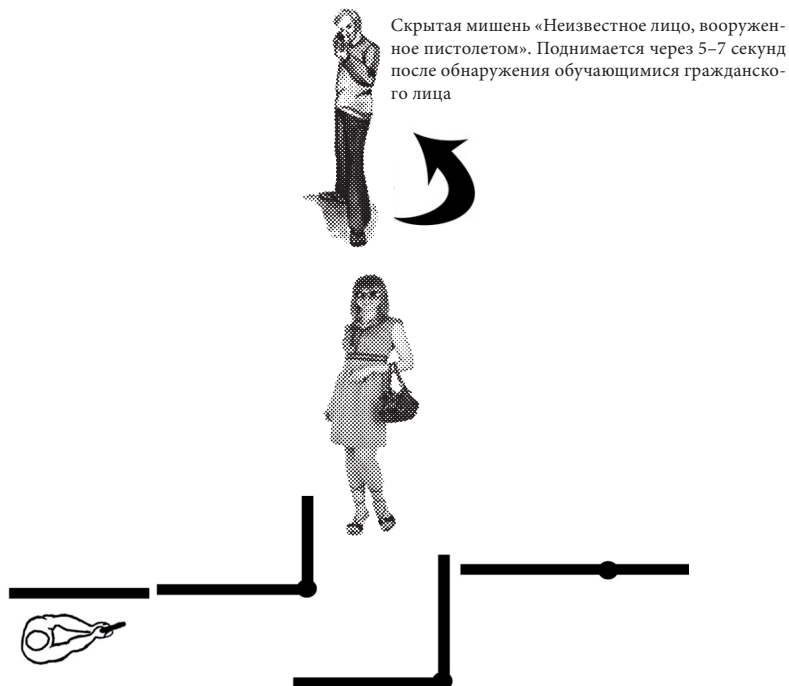 Скрытая мишень «Неизвестное лицо, вооружен-
ное пистолетом». Поднимается через 5–7 секунд
после обнаружения обучающимися гражданско-
го лица